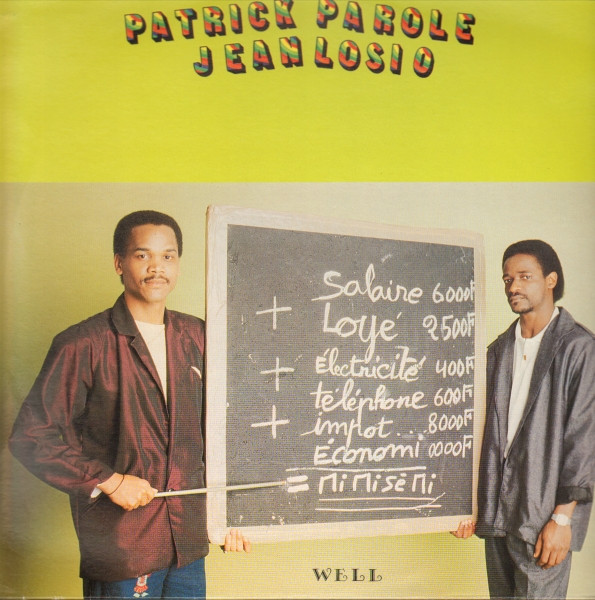 PATRICK PAROLE
JEAN LOSIO
Salaire 6000F
+ Loyé 2500F
+ Électricité 400F
téléphone 600F
+ impot... 8000F
Économi 0000F
= Mi Misè Mi
WELL